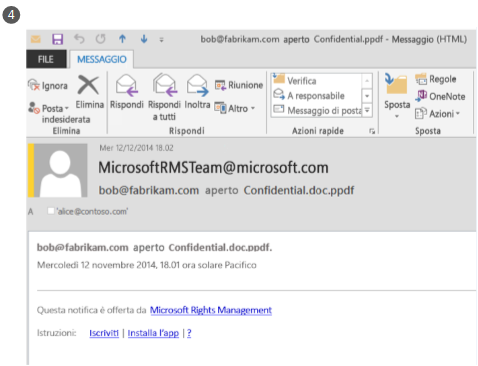 4
bob@fabrikam.com aperto Confidential.ppdf - Messaggio (HTML)
FILE MESSAGGIO
Ignora
Posta indesiderata
Elimina
Rispondi
Rispondi a tutti
Inoltra
Riunione
Altro
Verifica
A responsabile
Messaggio di posta
Sposta
Regole
OneNote
Azioni
Elimina Rispondi Azioni rapide Sposta
Mer 12/12/2014 18.02
MicrosoftRMSTeam@microsoft.com
bob@fabrikam.com aperto Confidential.doc.ppdf
A 'alice@contoso.com'
bob@fabrikam.com aperto Confidential.doc.ppdf.
Mercoledì 12 novembre 2014, 18.01 ora solare Pacifico
Questa notifica è offerta da Microsoft Rights Management
Istruzioni: Iscriviti | Installa l'app | ?